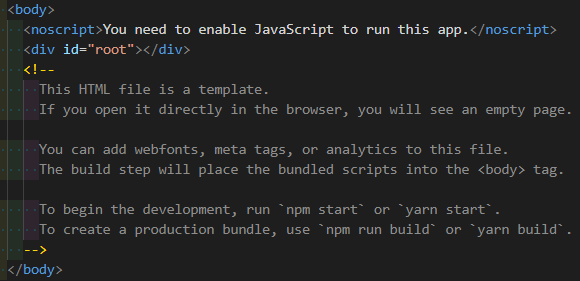 <body>
<noscript>You need to enable JavaScript to run this app.</noscript>
<div id="root"></div>
<!--
This HTML file is a template.
If you open it directly in the browser, you will see an empty page.
You can add webfonts, meta tags, or analytics to this file.
The build step will place the bundled scripts into the <body> tag.
To begin the development, run `npm start` or `yarn start`.
To create a production bundle, use `npm run build` or `yarn build`.
-->
</body>